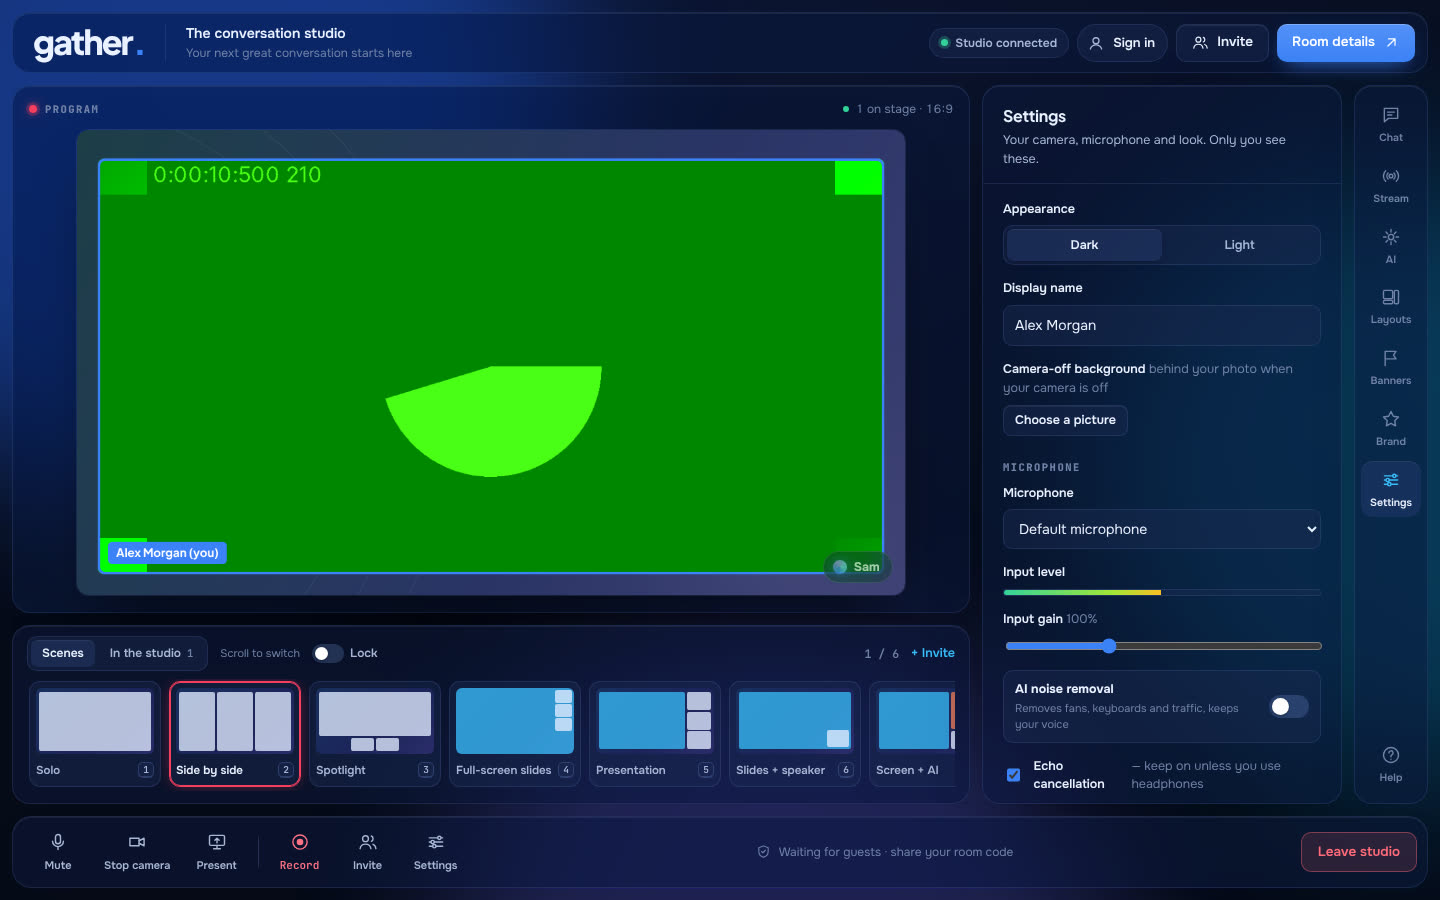 gather.
The conversation studio
Your next great conversation starts here
Studio connected
Sign in
Invite
Room details
PROGRAM
1 on stage · 16:9
0:00:10:500 210
Alex Morgan (you)
Sam
Scenes
In the studio 1
Scroll to switch
Lock
1 / 6
+ Invite
Solo 1
Side by side 2
Spotlight 3
Full-screen slides 4
Presentation 5
Slides + speaker 6
Screen + AI
Settings
Your camera, microphone and look. Only you see
these.
Appearance
Dark
Light
Display name
Alex Morgan
Camera-off background behind your photo when
your camera is off
Choose a picture
MICROPHONE
Microphone
Default microphone
Input level
Input gain 100%
AI noise removal
Removes fans, keyboards and traffic, keeps
your voice
Echo
cancellation
— keep on unless you use
headphones
Chat
Stream
AI
Layouts
Banners
Brand
Settings
Help
Mute
Stop camera
Present
Record
Invite
Settings
Waiting for guests · share your room code
Leave studio